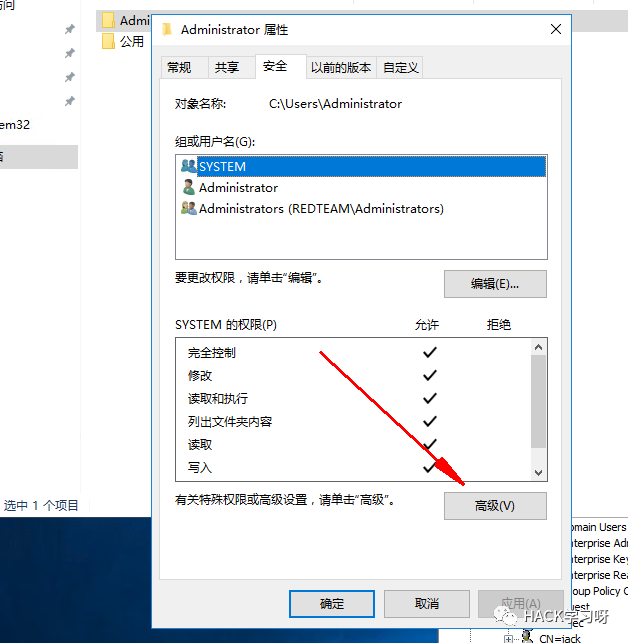 访问
Admi
公用
em32
选中 1 个项目
Administrator 属性
常规 共享 安全 以前的版本 自定义
对象名称: C:\Users\Administrator
组或用户名(G):
SYSTEM
Administrator
Administrators (REDTEAM\Administrators)
要更改权限，请单击“编辑”。
编辑(E)...
SYSTEM 的权限(P) 允许 拒绝
完全控制
修改
读取和执行
列出文件夹内容
读取
写入
有关特殊权限或高级设置，请单击“高级”。
高级(V)
确定 取消 应用(A)
omain Users
nterprise Adr
nterprise Key
nterprise Rea
oup Policy C
uest
ec
CN=jack
HACK学习呀